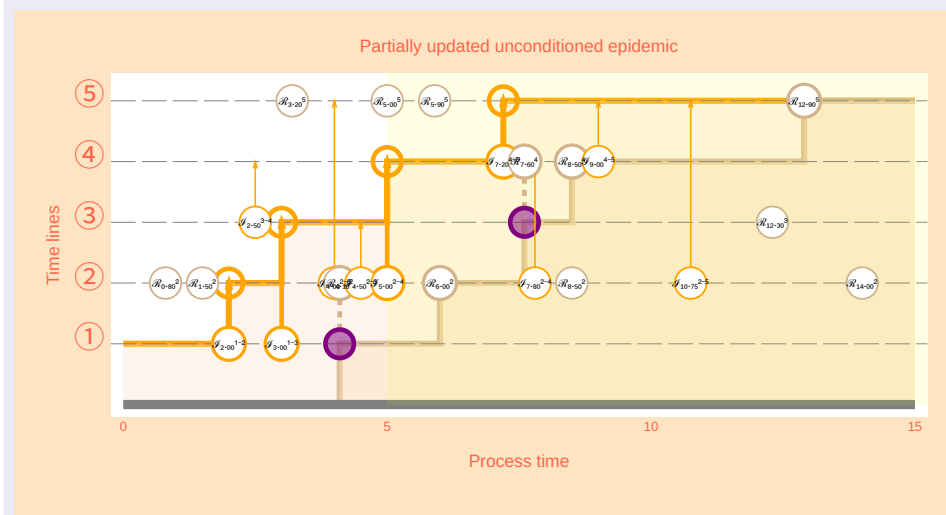 Partially updated unconditioned epidemic
⑤ ℛ₃₋₂₀⁵ ℛ₅₋₀₀⁵ ℛ₅₋₉₀⁵ ℛ₁₂₋₉₀⁵
④ ℐ₇₋₂₀ ℛ₇₋₆₀⁴ ℛ₈₋₅₀ ℐ₉₋₀₀⁴⁻⁵
③ ℐ₂₋₅₀³⁻⁴ ℛ₁₂₋₃₀³
② ℛ₀₋₈₀² ℛ₁₋₅₀² ℐ₅₋₀₀²⁻⁴ ℛ₆₋₀₀² ℐ₇₋₈₀²⁻⁴ ℛ₈₋₅₀² ℐ₁₀₋₇₅²⁻⁵ ℛ₁₄₋₀₀²
① ℐ₂₋₀₀¹⁻² ℐ₃₋₀₀¹⁻³
Time lines
0 5 10 15
Process time